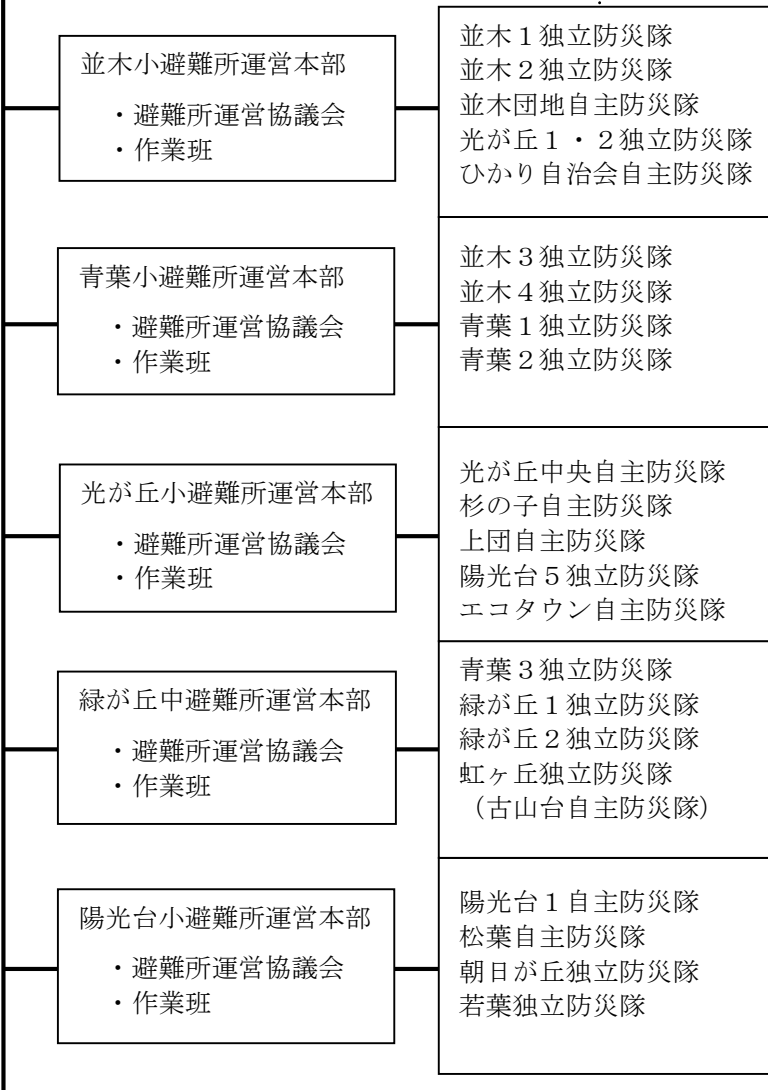 並木小避難所運営本部
・避難所運営協議会
・作業班
並木１独立防災隊
並木２独立防災隊
並木団地自主防災隊
光が丘１・２独立防災隊
ひかり自治会自主防災隊
青葉小避難所運営本部
・避難所運営協議会
・作業班
並木３独立防災隊
並木４独立防災隊
青葉１独立防災隊
青葉２独立防災隊
光が丘小避難所運営本部
・避難所運営協議会
・作業班
光が丘中央自主防災隊
杉の子自主防災隊
上団自主防災隊
陽光台５独立防災隊
エコタウン自主防災隊
緑が丘中避難所運営本部
・避難所運営協議会
・作業班
青葉３独立防災隊
緑が丘１独立防災隊
緑が丘２独立防災隊
虹ヶ丘独立防災隊
（古山台自主防災隊）
陽光台小避難所運営本部
・避難所運営協議会
・作業班
陽光台１自主防災隊
松葉自主防災隊
朝日が丘独立防災隊
若葉独立防災隊